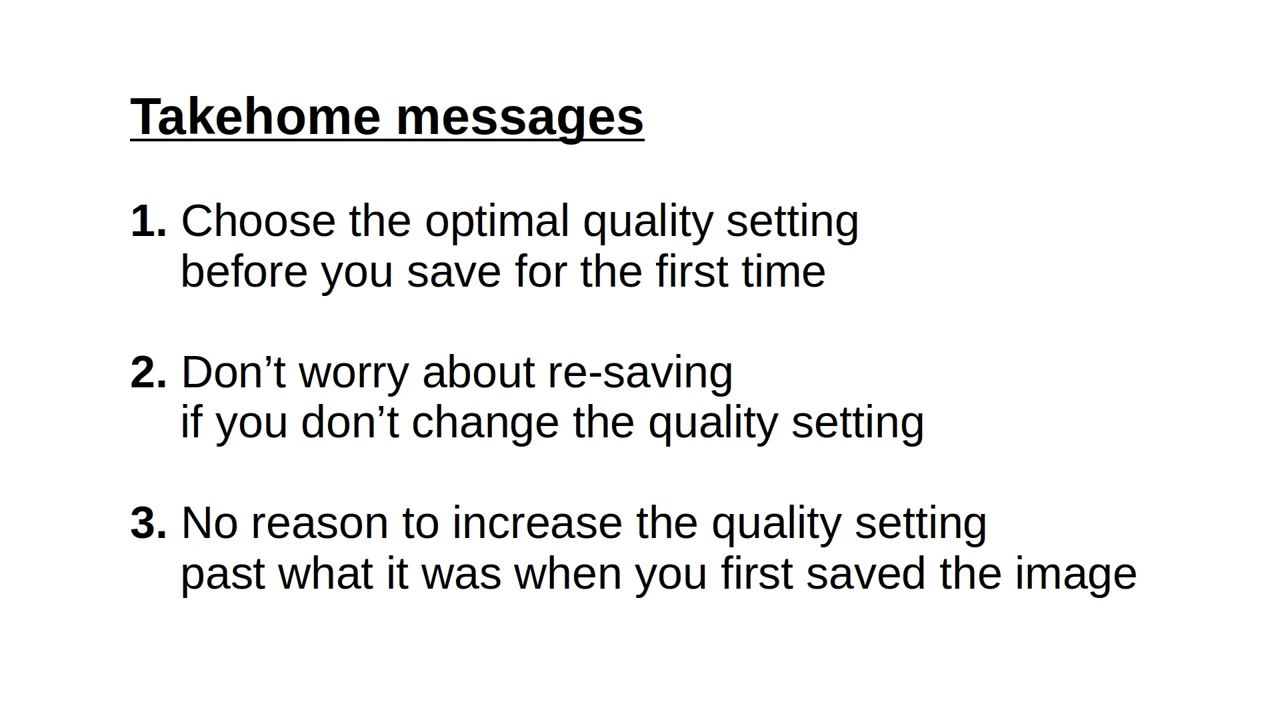 Takehome messages
1. Choose the optimal quality setting
before you save for the first time
2. Don’t worry about re-saving
if you don’t change the quality setting
3. No reason to increase the quality setting
past what it was when you first saved the image